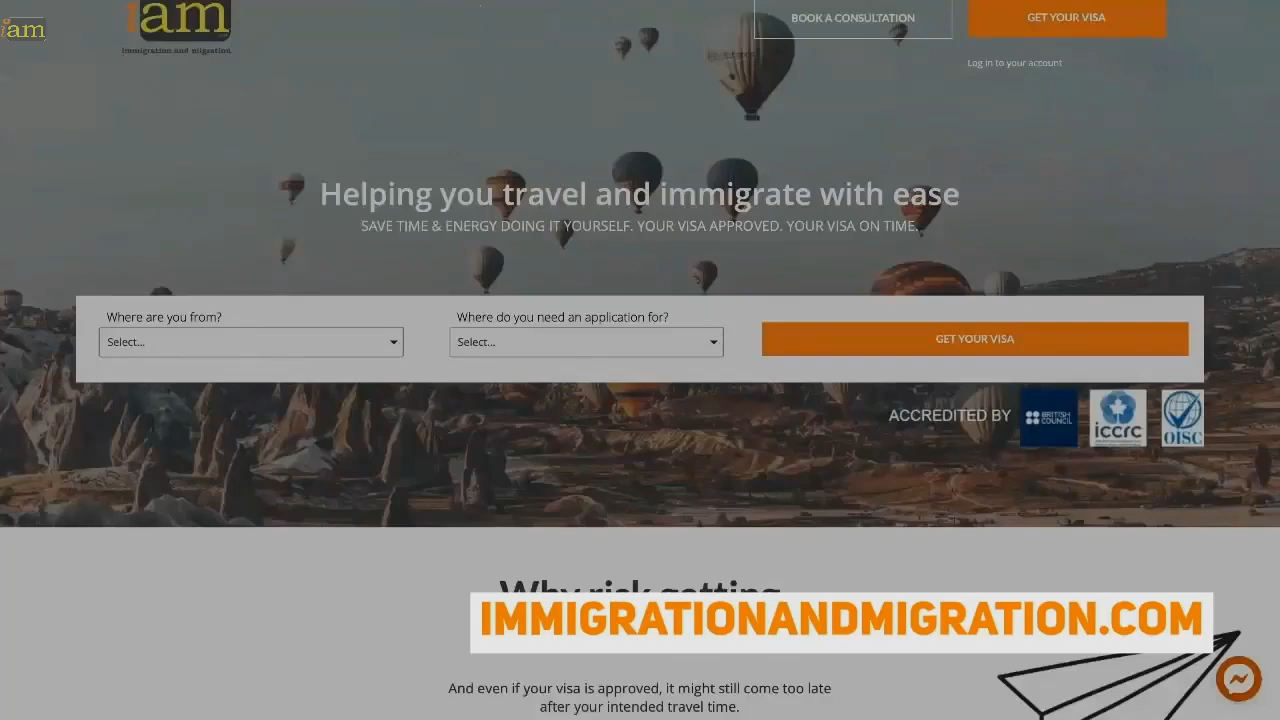 iam
iam
immigration and migration
BOOK A CONSULTATION
GET YOUR VISA
Log in to your account
Helping you travel and immigrate with ease
SAVE TIME & ENERGY DOING IT YOURSELF. YOUR VISA APPROVED. YOUR VISA ON TIME.
Where are you from?
Where do you need an application for?
Select...
Select...
GET YOUR VISA
ACCREDITED BY
BRITISH COUNCIL
iccrc
OISC
Why risk getting
IMMIGRATIONANDMIGRATION.COM
And even if your visa is approved, it might still come too late
after your intended travel time.